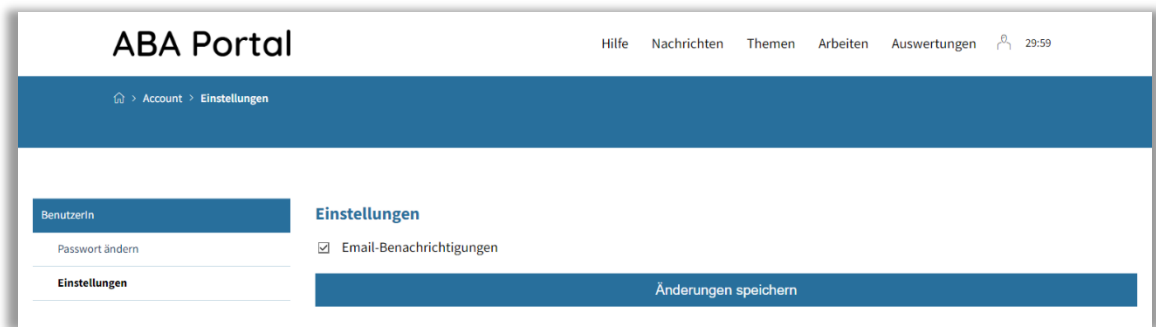 ABA Portal
Hilfe Nachrichten Themen Arbeiten Auswertungen 29:59
> Account > Einstellungen
BenutzerIn
Passwort ändern
Einstellungen
Einstellungen
Email-Benachrichtigungen
Änderungen speichern